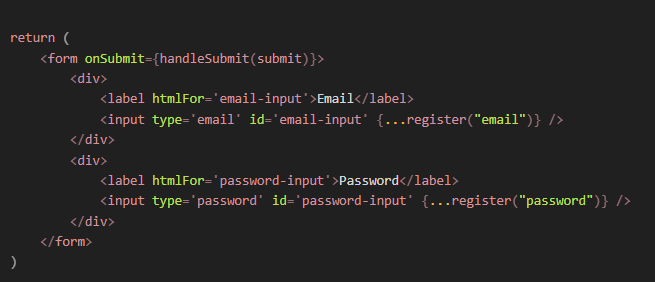 return (
    <form onSubmit={handleSubmit(submit)}>
        <div>
            <label htmlFor='email-input'>Email</label>
            <input type='email' id='email-input' {...register("email")} />
        </div>
        <div>
            <label htmlFor='password-input'>Password</label>
            <input type='password' id='password-input' {...register("password")} />
        </div>
    </form>
)